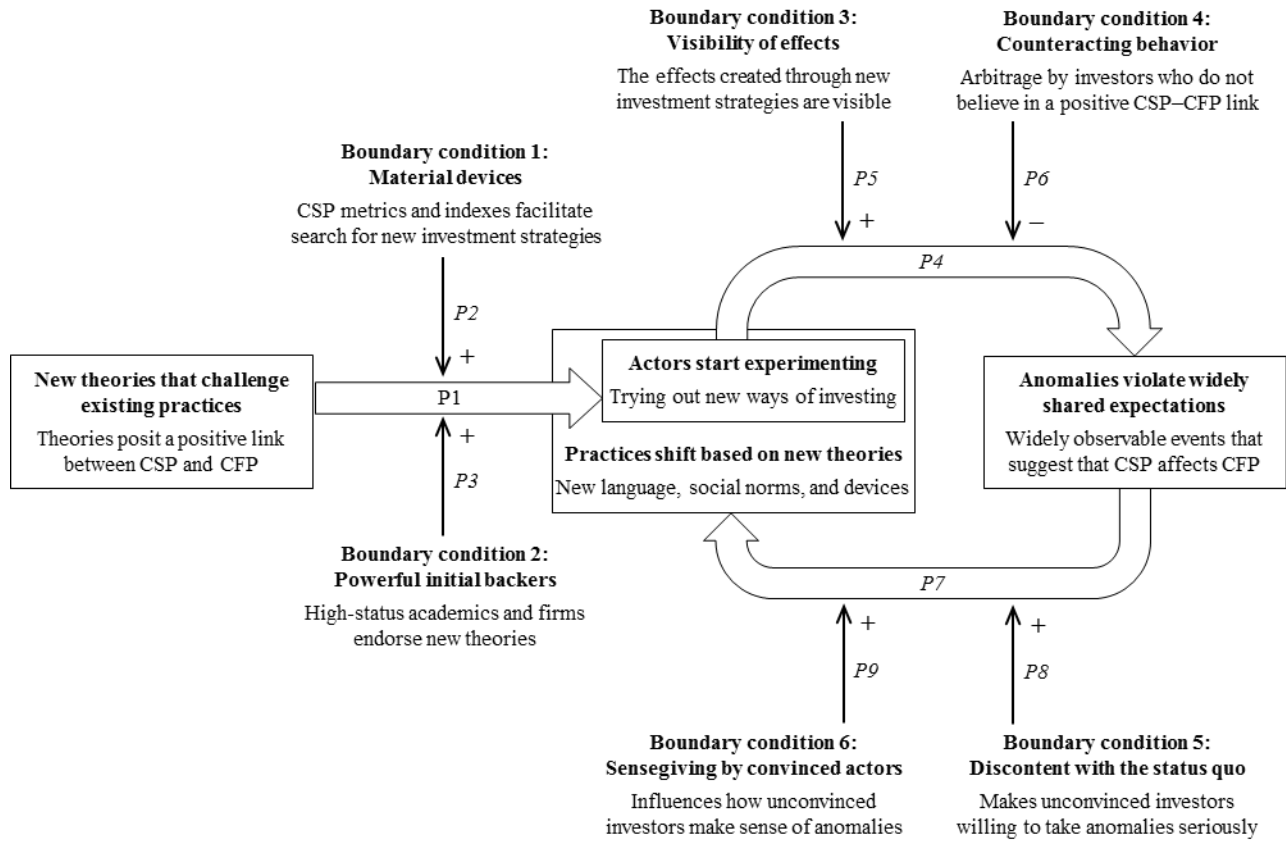 Boundary condition 3:
Visibility of effects
The effects created through new
investment strategies are visible
Boundary condition 4:
Counteracting behavior
Arbitrage by investors who do not
believe in a positive CSP–CFP link
Boundary condition 1:
Material devices
CSP metrics and indexes facilitate
search for new investment strategies
P5
+
P6
−
P4
P2
+
New theories that challenge
existing practices
Theories posit a positive link
between CSP and CFP
P1
Actors start experimenting
Trying out new ways of investing
Practices shift based on new theories
New language, social norms, and devices
Anomalies violate widely
shared expectations
Widely observable events that
suggest that CSP affects CFP
+
P3
Boundary condition 2:
Powerful initial backers
High-status academics and firms
endorse new theories
P7
+
P9
+
P8
Boundary condition 6:
Sensegiving by convinced actors
Influences how unconvinced
investors make sense of anomalies
Boundary condition 5:
Discontent with the status quo
Makes unconvinced investors
willing to take anomalies seriously